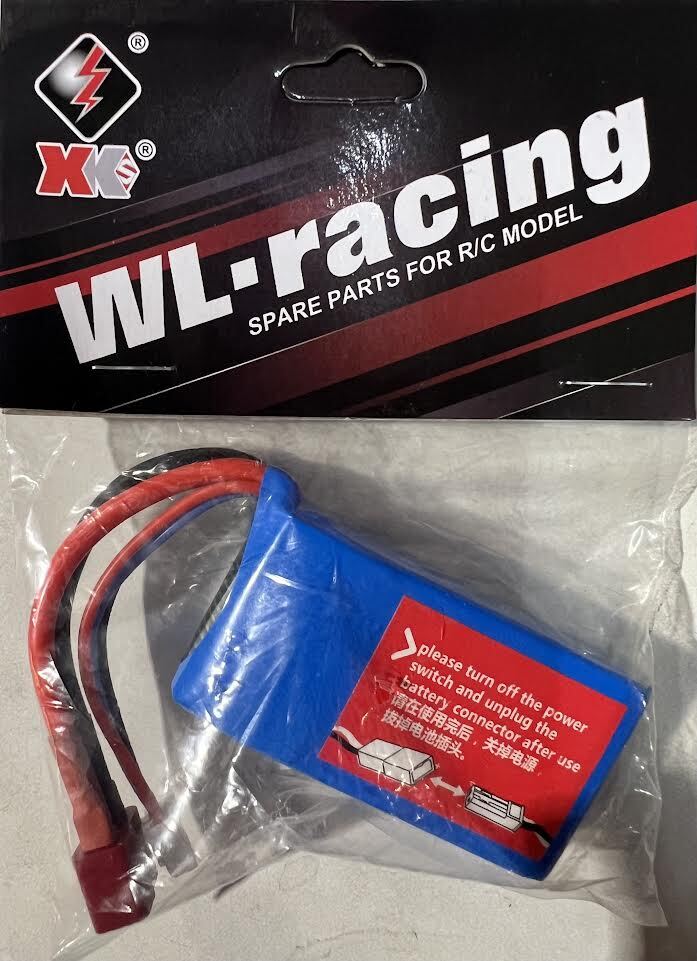 ®
XK®
WL·racing
SPARE PARTS FOR R/C MODEL
please turn off the power
switch and unplug the
battery connector after use
请在使用完后，关掉电源
拔掉电池插头。